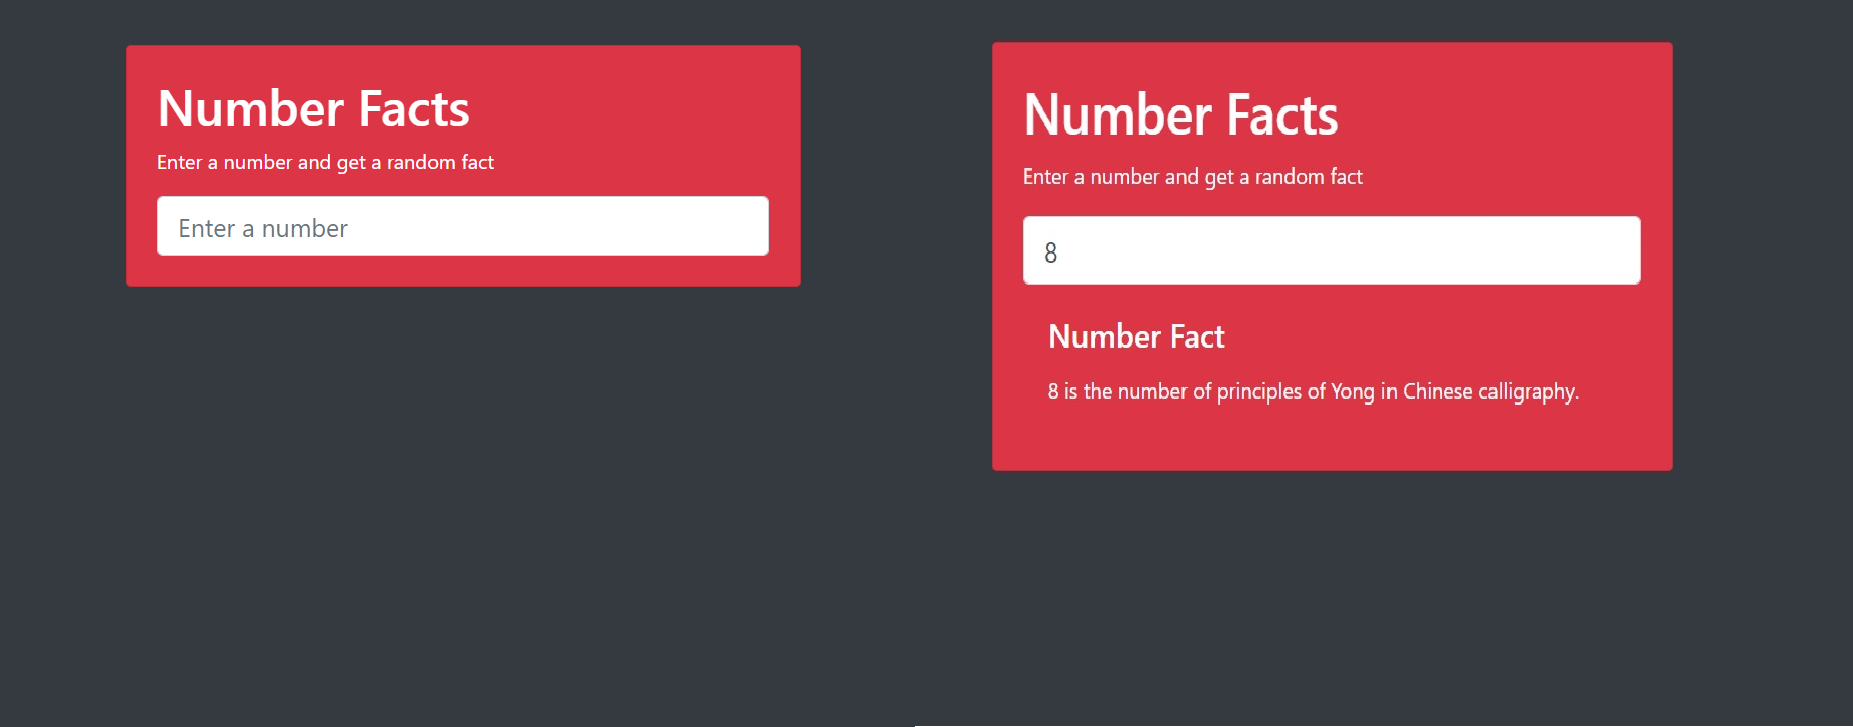 Number Facts
Enter a number and get a random fact
Enter a number
Number Facts
Enter a number and get a random fact
8
Number Fact
8 is the number of principles of Yong in Chinese calligraphy.